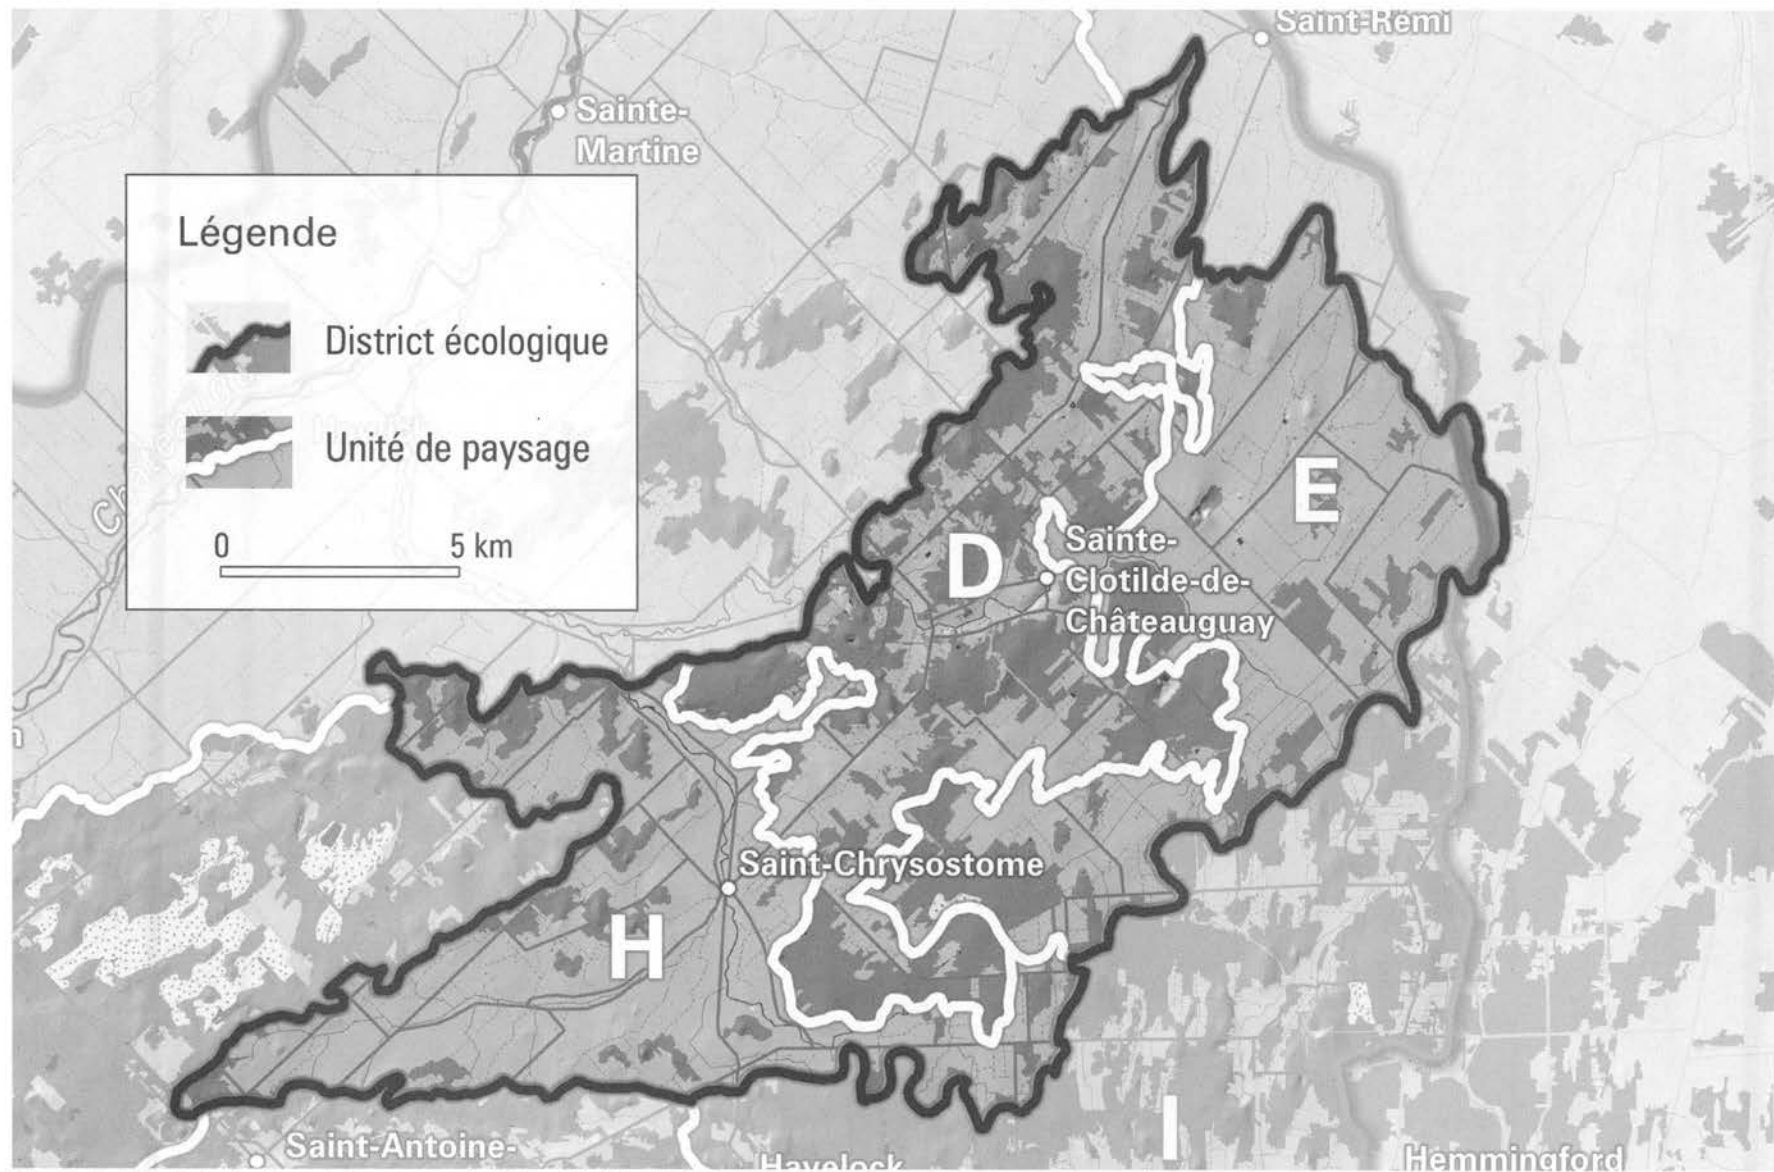 Saint-Rémi
Sainte-
Martine
Légende
District écologique
Unité de paysage
0 5 km
E
D
Sainte-
Clotilde-de-
Châteauguay
Saint-Chrysostome
H
I
Saint-Antoine-
Havelock
Hemmingford